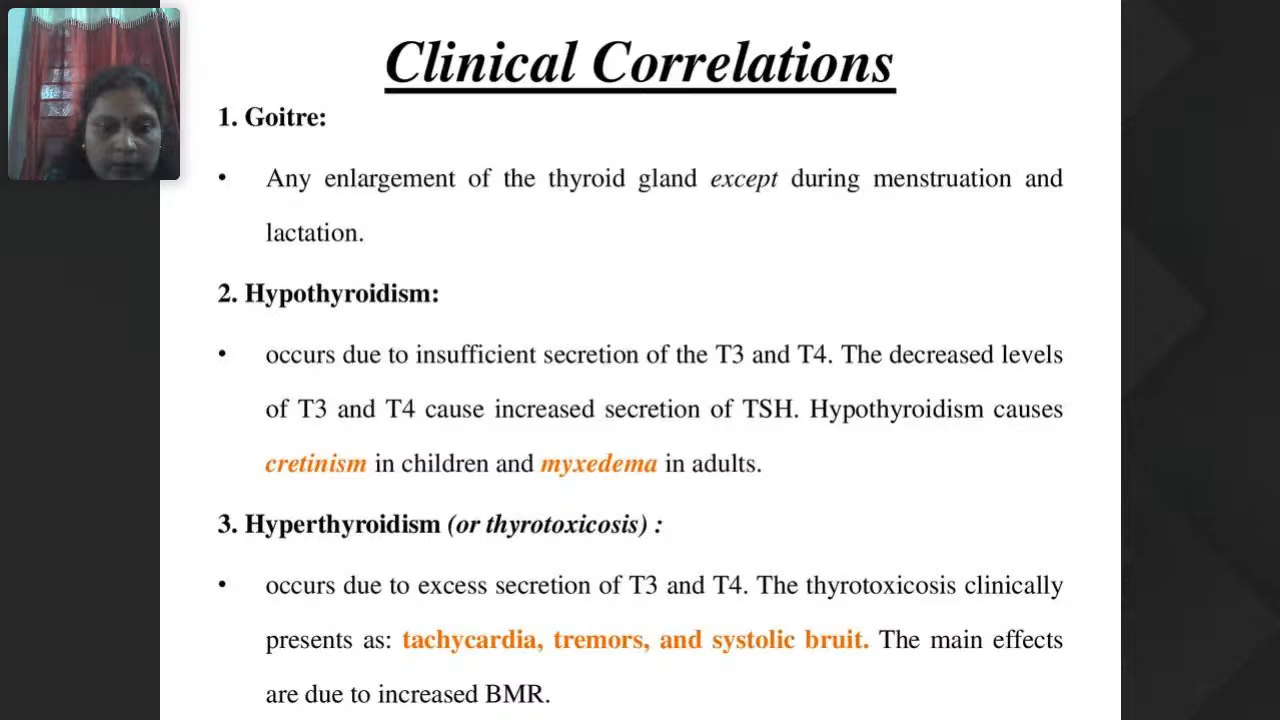 Clinical Correlations
1. Goitre:
• Any enlargement of the thyroid gland except during menstruation and
lactation.
2. Hypothyroidism:
• occurs due to insufficient secretion of the T3 and T4. The decreased levels
of T3 and T4 cause increased secretion of TSH. Hypothyroidism causes
cretinism in children and myxedema in adults.
3. Hyperthyroidism (or thyrotoxicosis) :
• occurs due to excess secretion of T3 and T4. The thyrotoxicosis clinically
presents as: tachycardia, tremors, and systolic bruit. The main effects
are due to increased BMR.